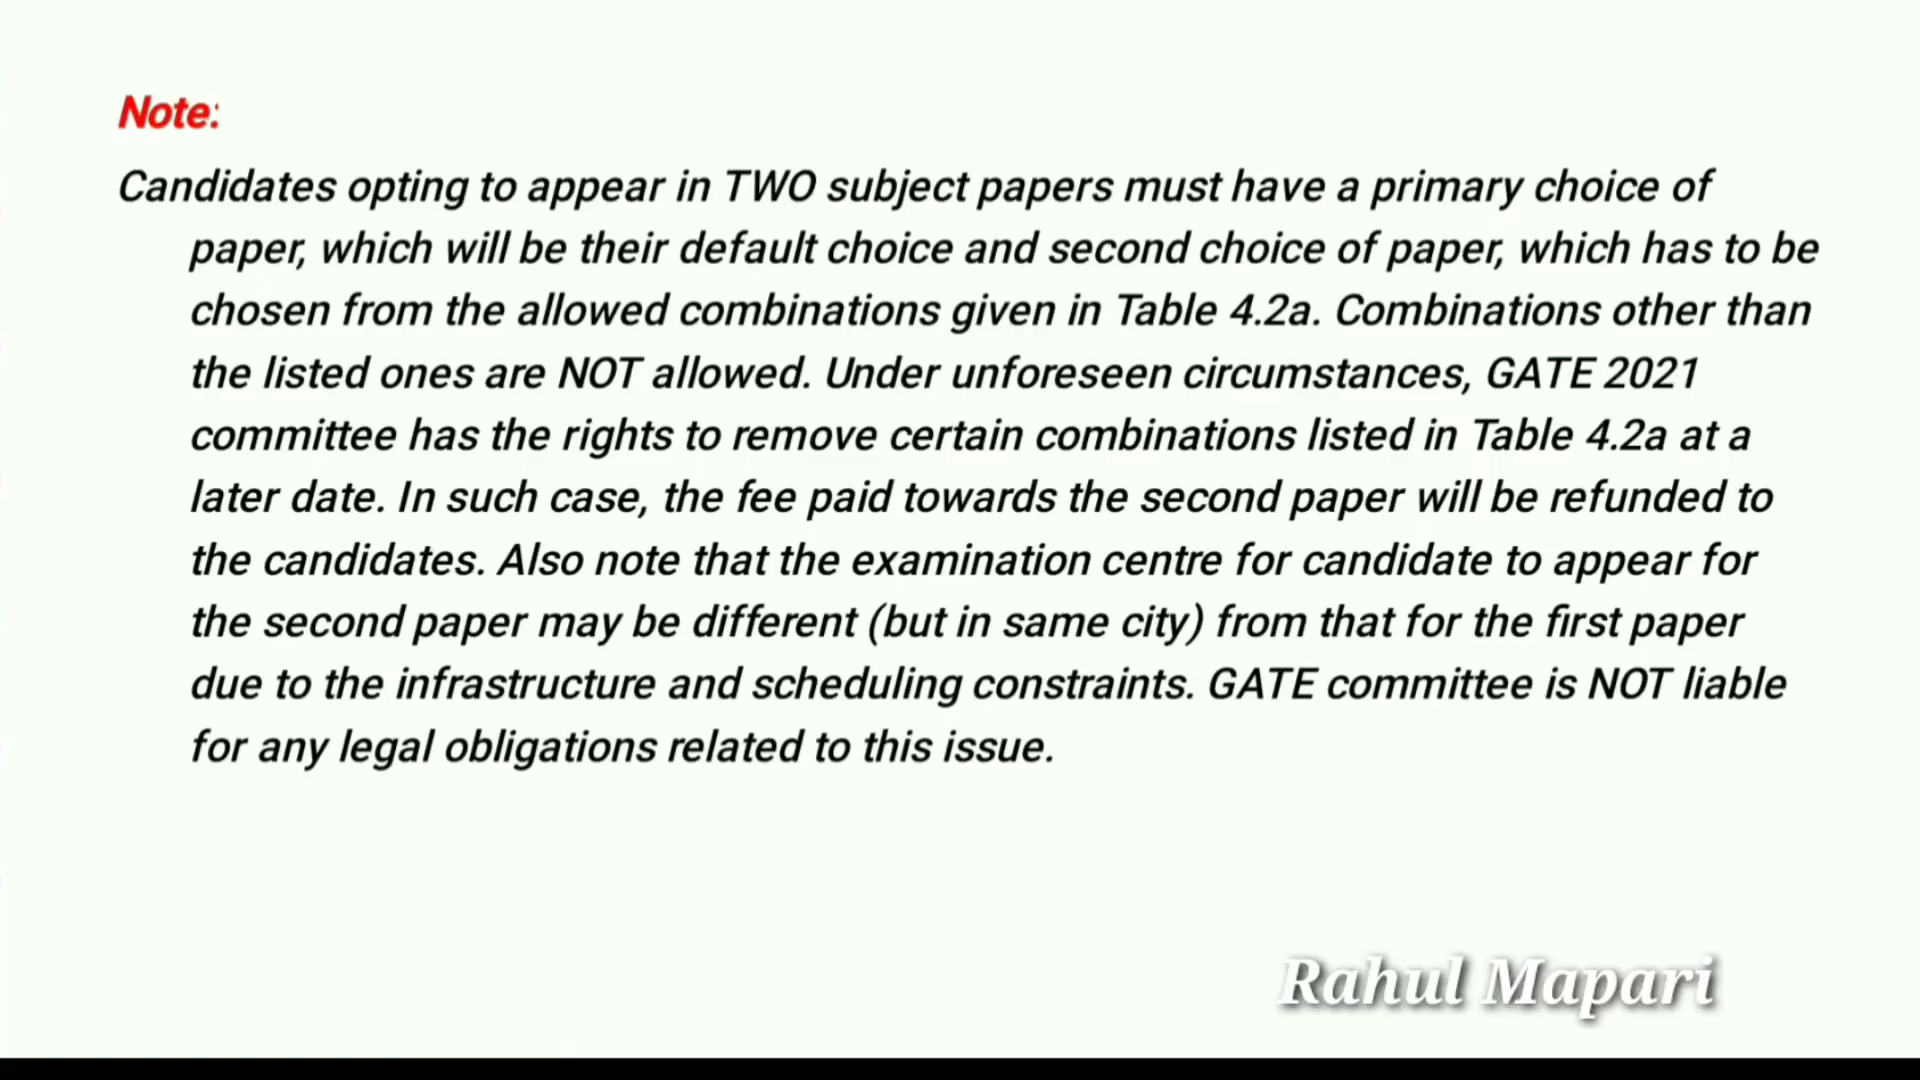 Note:
Candidates opting to appear in TWO subject papers must have a primary choice of
paper, which will be their default choice and second choice of paper, which has to be
chosen from the allowed combinations given in Table 4.2a. Combinations other than
the listed ones are NOT allowed. Under unforeseen circumstances, GATE 2021
committee has the rights to remove certain combinations listed in Table 4.2a at a
later date. In such case, the fee paid towards the second paper will be refunded to
the candidates. Also note that the examination centre for candidate to appear for
the second paper may be different (but in same city) from that for the first paper
due to the infrastructure and scheduling constraints. GATE committee is NOT liable
for any legal obligations related to this issue.
Rahul Mapari